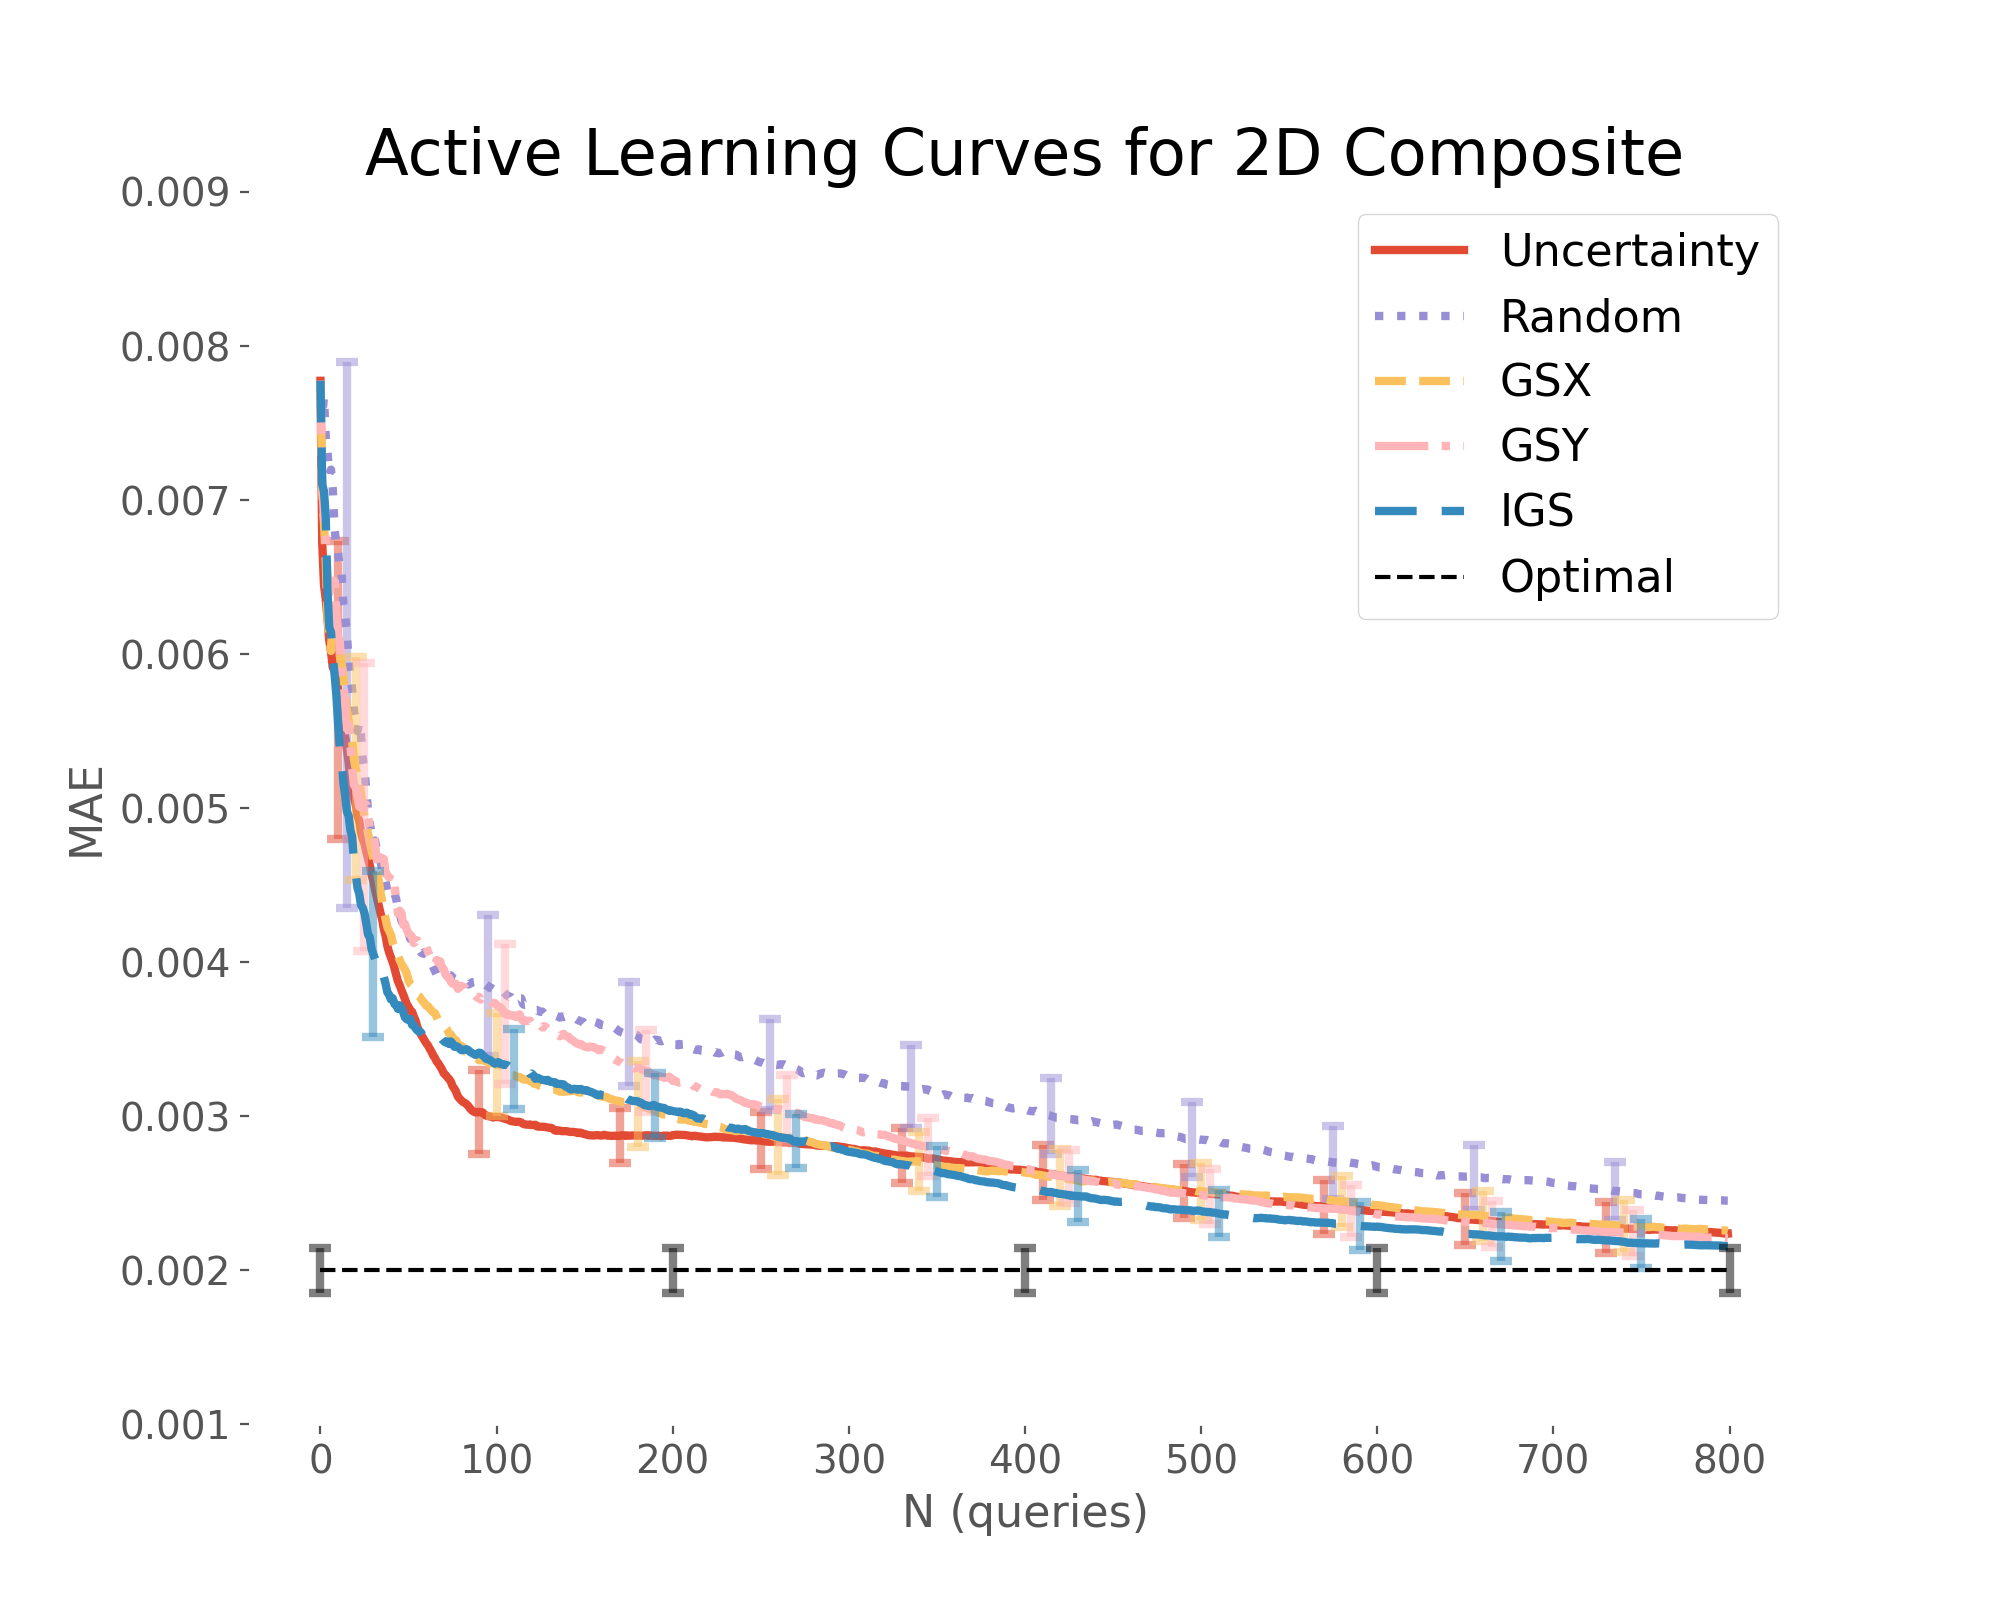 Active Learning Curves for 2D Composite
0.009
0.008
0.007
0.006
0.005
0.004
0.003
0.002
0.001
MAE
Uncertainty
Random
GSX
GSY
IGS
Optimal
0 100 200 300 400 500 600 700 800
N (queries)